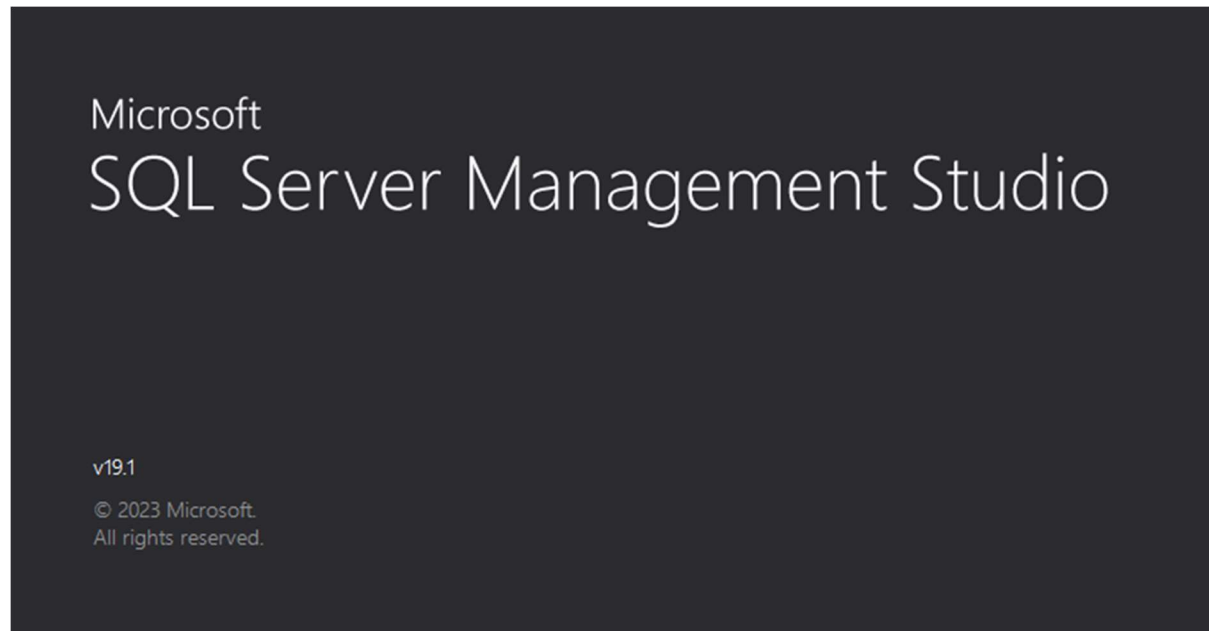 Microsoft
SQL Server Management Studio
v19.1
© 2023 Microsoft.
All rights reserved.